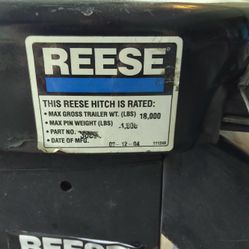 REESE®
THIS REESE HITCH IS RATED:
• MAX GROSS TRAILER WT. (LBS) 18,000
• MAX PIN WEIGHT (LBS)
• PART NO.
• DATE OF MFG. 07-12-04
REESE